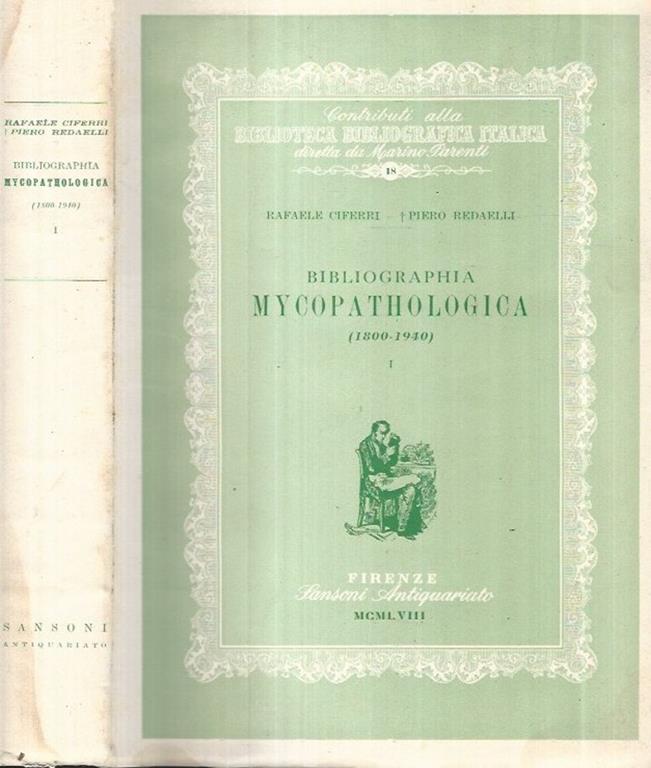 RAFAELE CIFERRI
† PIERO REDAELLI
BIBLIOGRAPHIA
MYCOPATHOLOGICA
(1800-1940)
I
SANSONI
ANTIQUARIATO
Contributi alla
BIBLIOTECA BIBLIOGRAFICA ITALICA
diretta da Marino Parenti
18
RAFAELE CIFERRI - † PIERO REDAELLI
BIBLIOGRAPHIA
MYCOPATHOLOGICA
(1800-1940)
I
FIRENZE
Sansoni Antiquariato
MCMLVIII